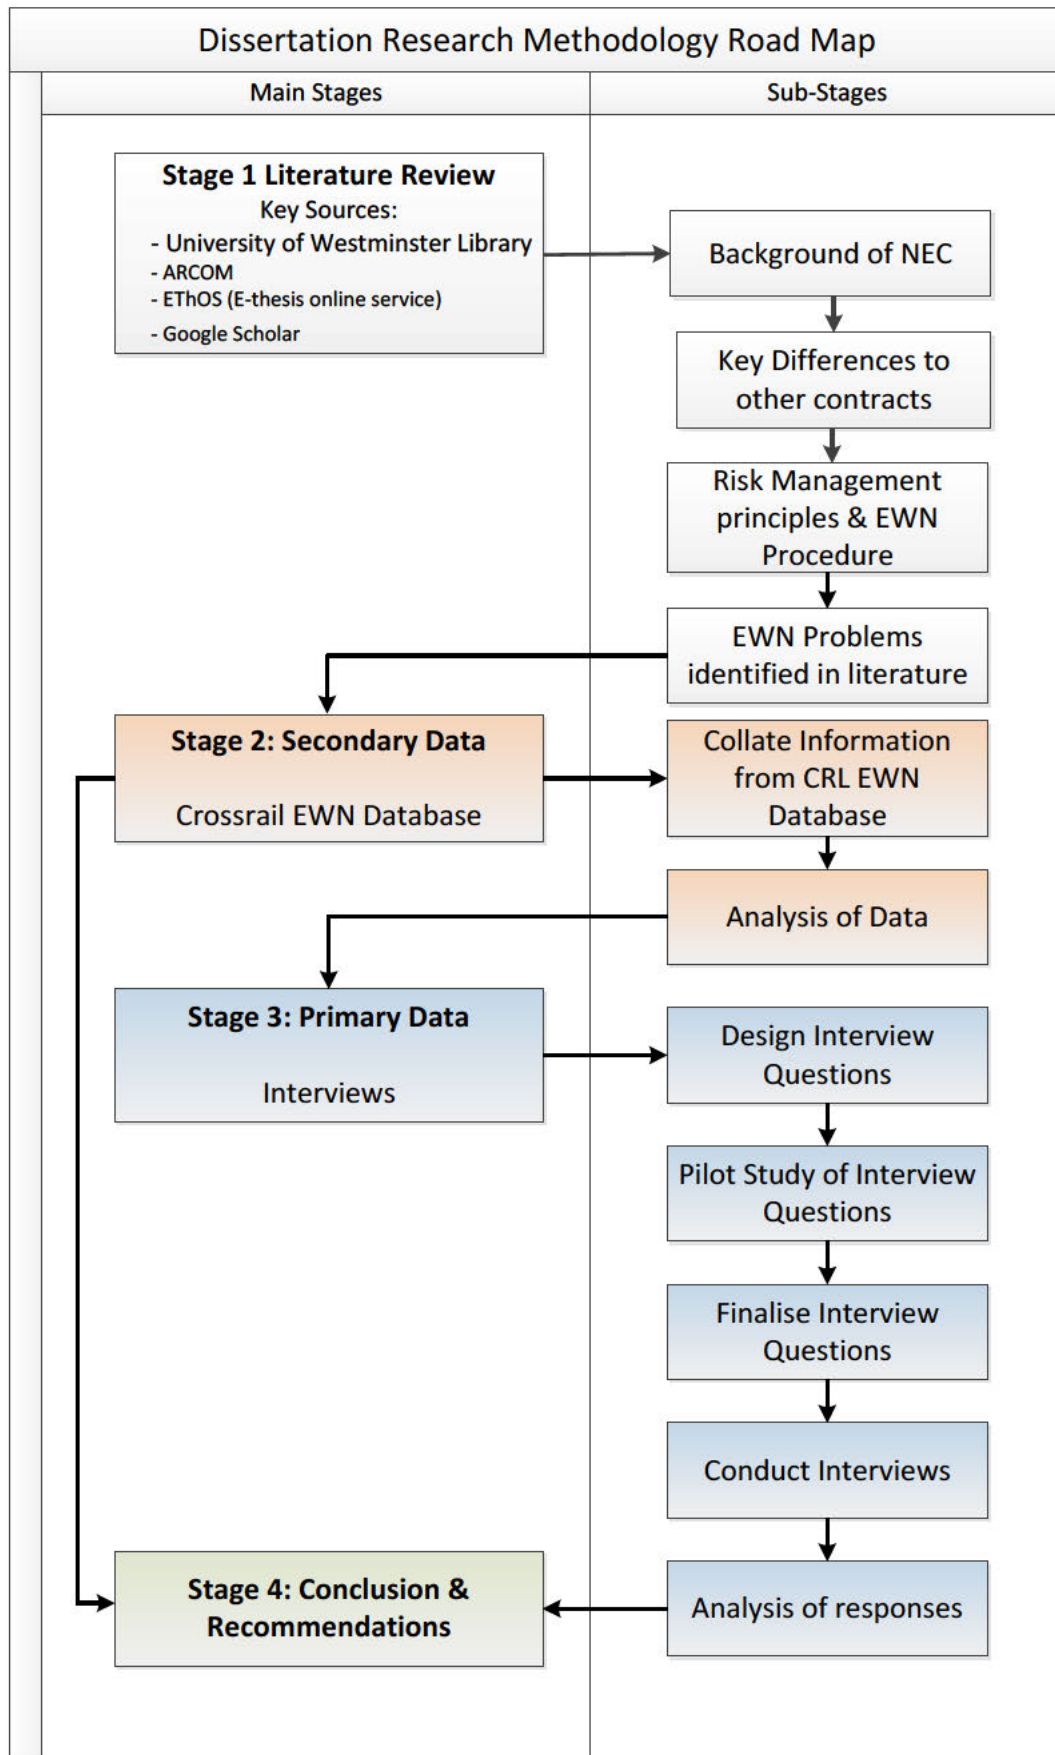 Dissertation Research Methodology Road Map
Main Stages
Sub-Stages
Stage 1 Literature Review
Key Sources:
- University of Westminster Library
- ARCOM
- EThOS (E-thesis online service)
- Google Scholar
Background of NEC
Key Differences to
other contracts
Risk Management
principles & EWN
Procedure
EWN Problems
identified in literature
Stage 2: Secondary Data
Crossrail EWN Database
Collate Information
from CRL EWN
Database
Analysis of Data
Stage 3: Primary Data
Interviews
Design Interview
Questions
Pilot Study of Interview
Questions
Finalise Interview
Questions
Conduct Interviews
Analysis of responses
Stage 4: Conclusion &
Recommendations